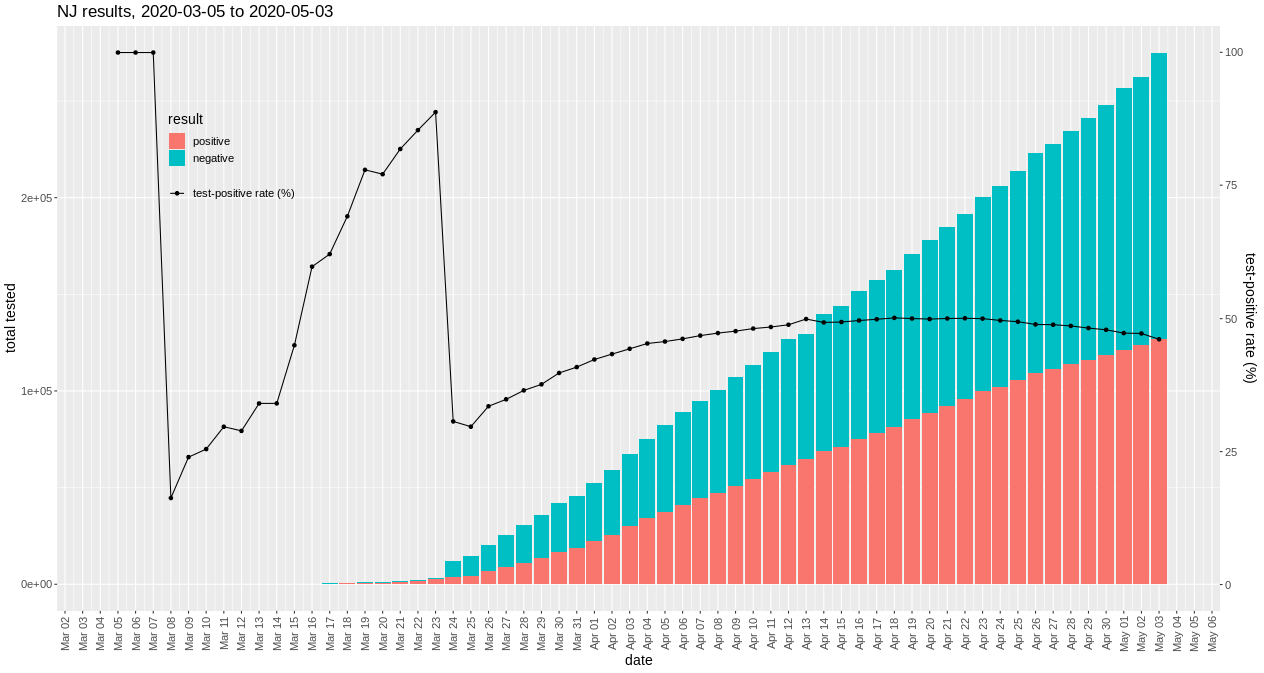 NJ results, 2020-03-05 to 2020-05-03
result
positive
negative
test-positive rate (%)
total tested
2e+05
1e+05
0e+00
100
75
50
25
0
test-positive rate (%)
Mar 02
Mar 03
Mar 04
Mar 05
Mar 06
Mar 07
Mar 08
Mar 09
Mar 10
Mar 11
Mar 12
Mar 13
Mar 14
Mar 15
Mar 16
Mar 17
Mar 18
Mar 19
Mar 20
Mar 21
Mar 22
Mar 23
Mar 24
Mar 25
Mar 26
Mar 27
Mar 28
Mar 29
Mar 30
Mar 31
Apr 01
Apr 02
Apr 03
Apr 04
Apr 05
Apr 06
Apr 07
Apr 08
Apr 09
Apr 10
Apr 11
Apr 12
Apr 13
Apr 14
Apr 15
Apr 16
Apr 17
Apr 18
Apr 19
Apr 20
Apr 21
Apr 22
Apr 23
Apr 24
Apr 25
Apr 26
Apr 27
Apr 28
Apr 29
Apr 30
May 01
May 02
May 03
May 04
May 05
May 06
date